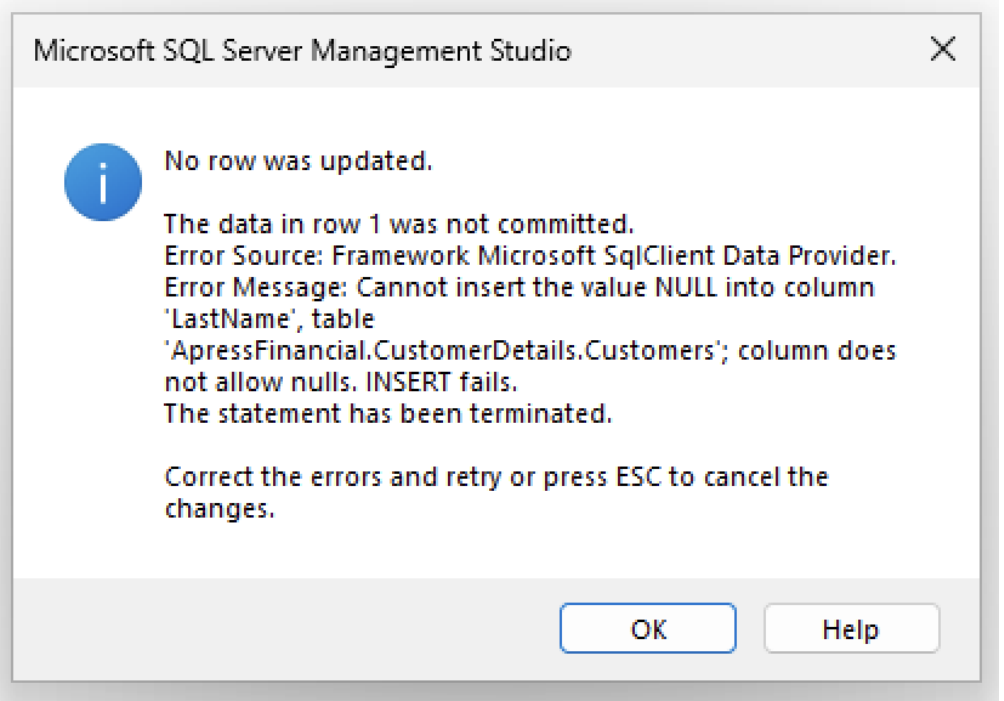 Microsoft SQL Server Management Studio
No row was updated.
The data in row 1 was not committed.
Error Source: Framework Microsoft SqlClient Data Provider.
Error Message: Cannot insert the value NULL into column
'LastName', table
'ApressFinancial.CustomerDetails.Customers'; column does
not allow nulls. INSERT fails.
The statement has been terminated.
Correct the errors and retry or press ESC to cancel the
changes.
OK Help